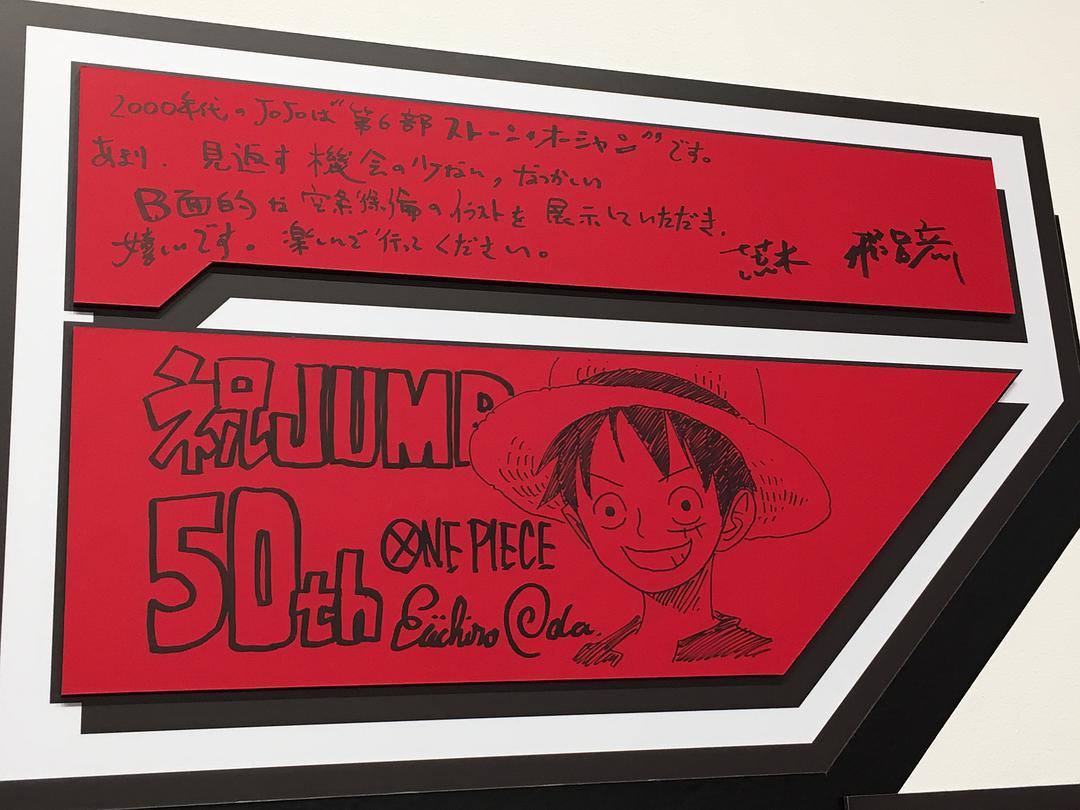 2000年代のJoJoは"第6部 ストーン・オーシャン"です。
あまり、見返す機会の少ない、なつかしい
B面的な空条徐倫のイラストを展示していただき、
嬉しいです。楽しんで行ってください。
荒木 飛呂彦
祝JUMP
50th
ONE PIECE
Eiichiro Oda.